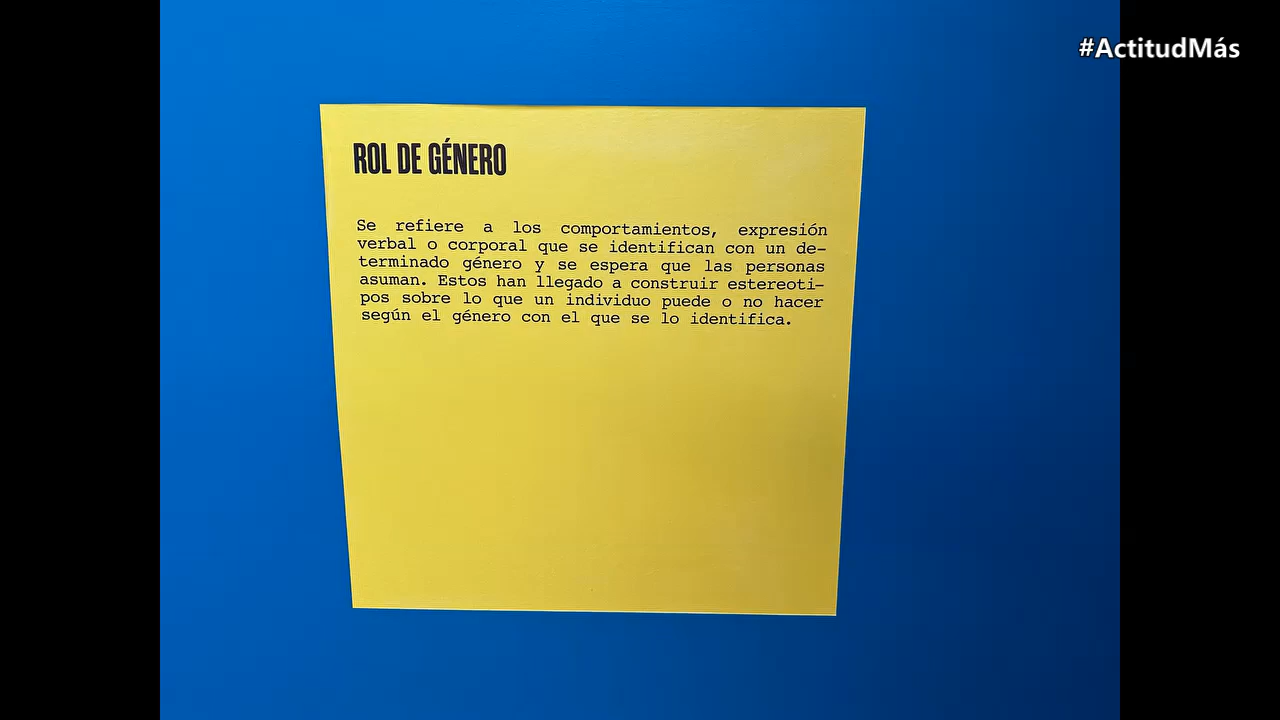 #ActitudMás
ROL DE GÉNERO
Se refiere a los comportamientos, expresión
verbal o corporal que se identifican con un de-
terminado género y se espera que las personas
asuman. Estos han llegado a construir estereoti-
pos sobre lo que un individuo puede o no hacer
según el género con el que se lo identifica.